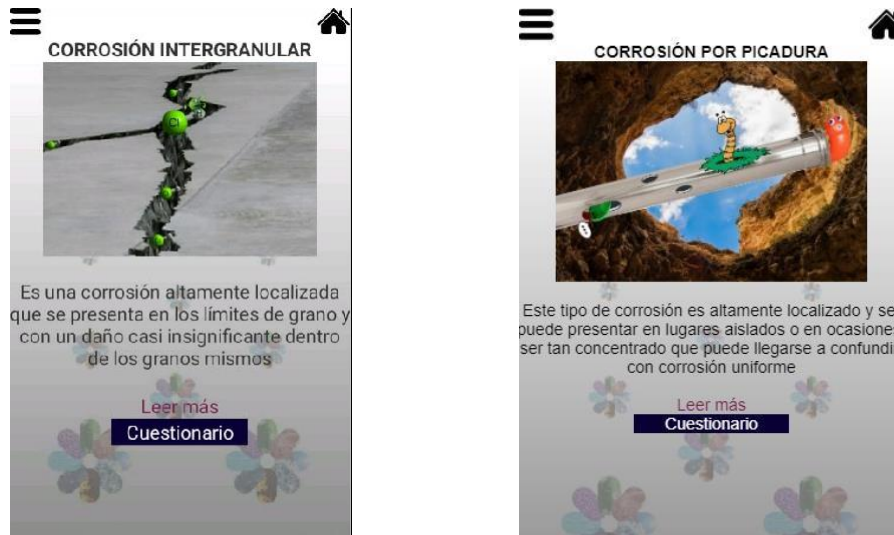 CORROSIÓN INTERGRANULAR
Es una corrosión altamente localizada
que se presenta en los límites de grano y
con un daño casi insignificante dentro
de los granos mismos
Leer más
Cuestionario
CORROSIÓN POR PICADURA
Este tipo de corrosión es altamente localizado y se
puede presentar en lugares aislados o en ocasiones
ser tan concentrado que puede llegarse a confundi
con corrosión uniforme
Leer más
Cuestionario